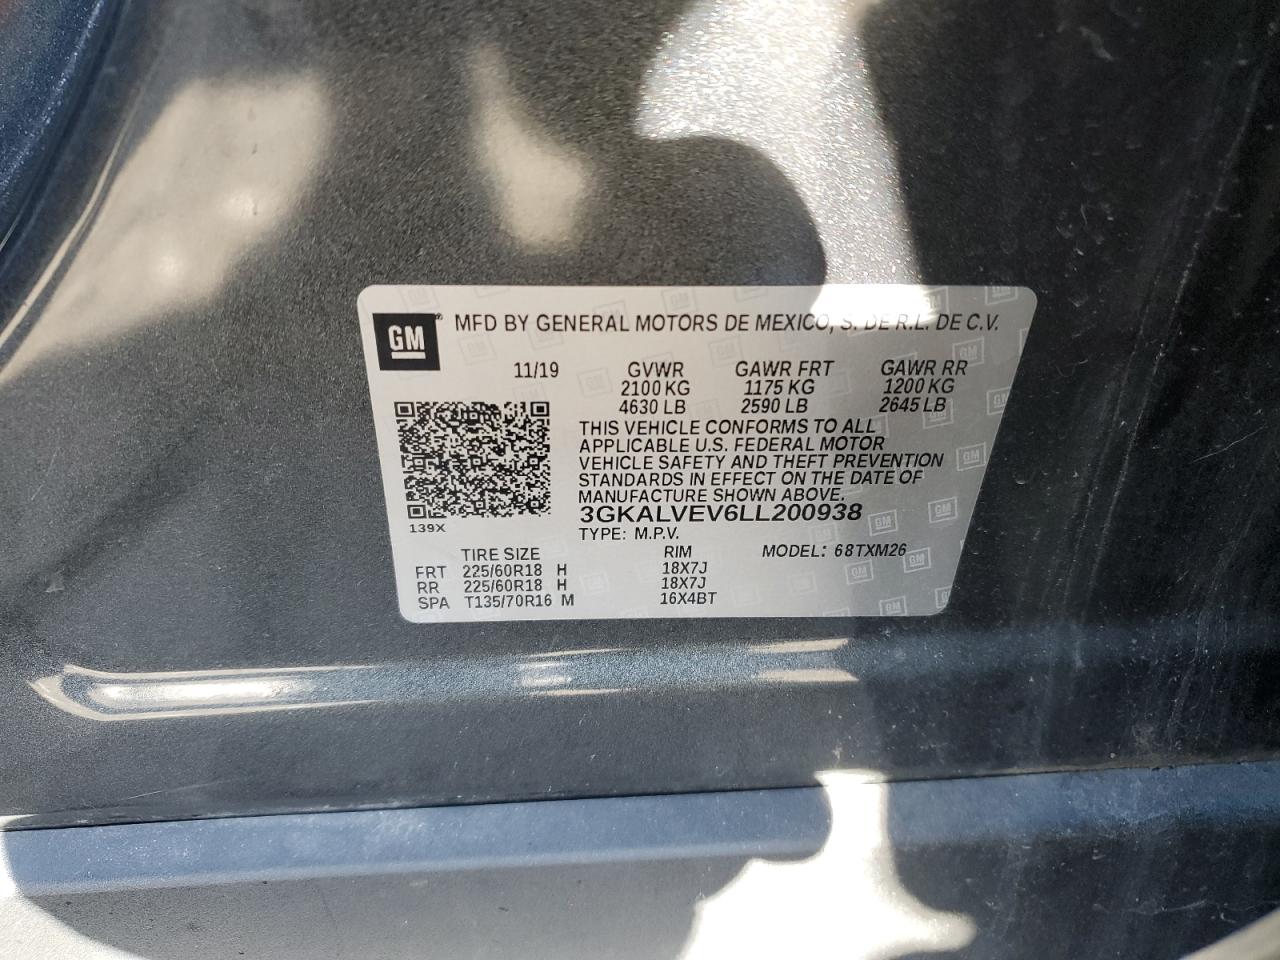 GM® MFD BY GENERAL MOTORS DE MEXICO, S. DE R.L. DE C.V.
11/19 GVWR GAWR FRT GAWR RR
2100 KG 1175 KG 1200 KG
4630 LB 2590 LB 2645 LB
THIS VEHICLE CONFORMS TO ALL
APPLICABLE U.S. FEDERAL MOTOR
VEHICLE SAFETY AND THEFT PREVENTION
STANDARDS IN EFFECT ON THE DATE OF
MANUFACTURE SHOWN ABOVE.
3GKALVEV6LL200938
139X
TYPE: M.P.V.
TIRE SIZE RIM MODEL: 68TXM26
FRT 225/60R18 H 18X7J
RR 225/60R18 H 18X7J
SPA T135/70R16 M 16X4BT